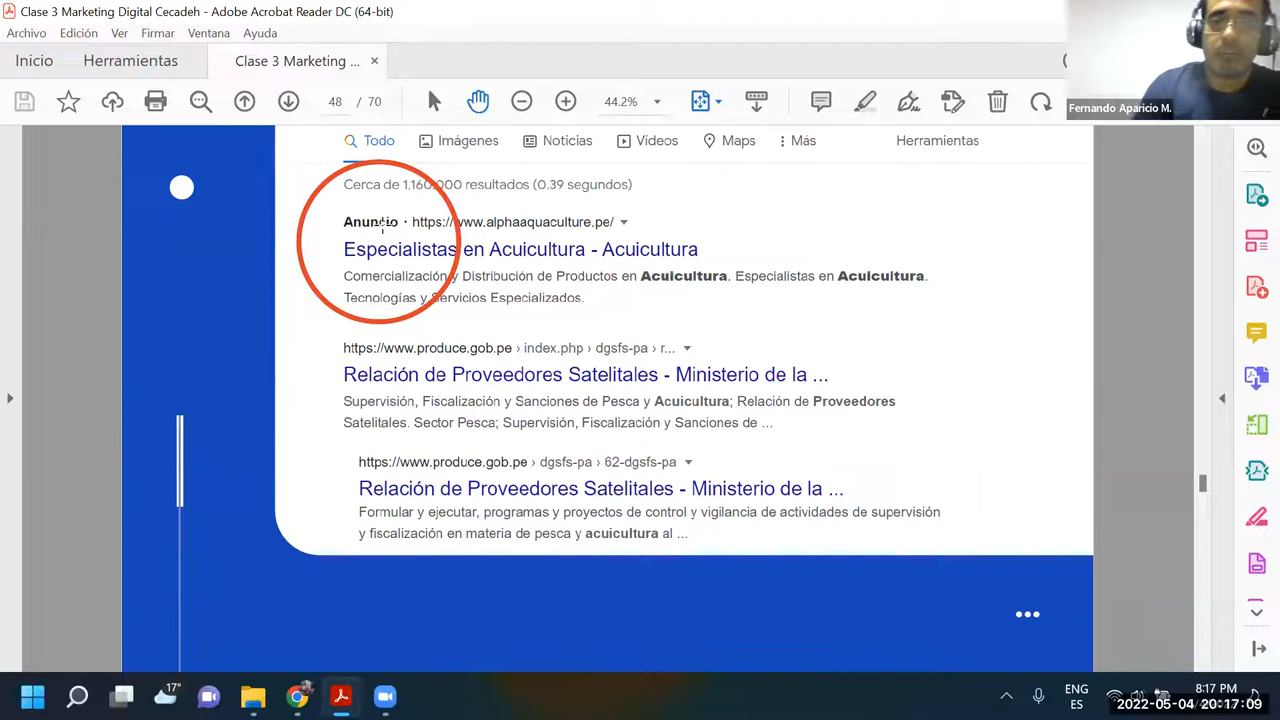 Clase 3 Marketing Digital Cecadeh - Adobe Acrobat Reader DC (64-bit)
Archivo Edición Ver Firmar Ventana Ayuda
Inicio Herramientas Clase 3 Marketing ... ×
48 / 70 44.2%
Fernando Aparicio M.
Todo Imágenes Noticias Vídeos Maps Más Herramientas
Cerca de 1,160,000 resultados (0.39 segundos)
Anuncio · https://www.alphaaquaculture.pe/
Especialistas en Acuicultura - Acuicultura
Comercialización y Distribución de Productos en Acuicultura. Especialistas en Acuicultura.
Tecnologías y Servicios Especializados.
https://www.produce.gob.pe › index.php › dgsfs-pa › r...
Relación de Proveedores Satelitales - Ministerio de la ...
Supervisión, Fiscalización y Sanciones de Pesca y Acuicultura; Relación de Proveedores
Satelitales. Sector Pesca; Supervisión, Fiscalización y Sanciones de ...
https://www.produce.gob.pe › dgsfs-pa › 62-dgsfs-pa
Relación de Proveedores Satelitales - Ministerio de la ...
Formular y ejecutar, programas y proyectos de control y vigilancia de actividades de supervisión
y fiscalización en materia de pesca y acuicultura al ...
17°
ENG
ES
8:17 PM
2022-05-04 20:17:09